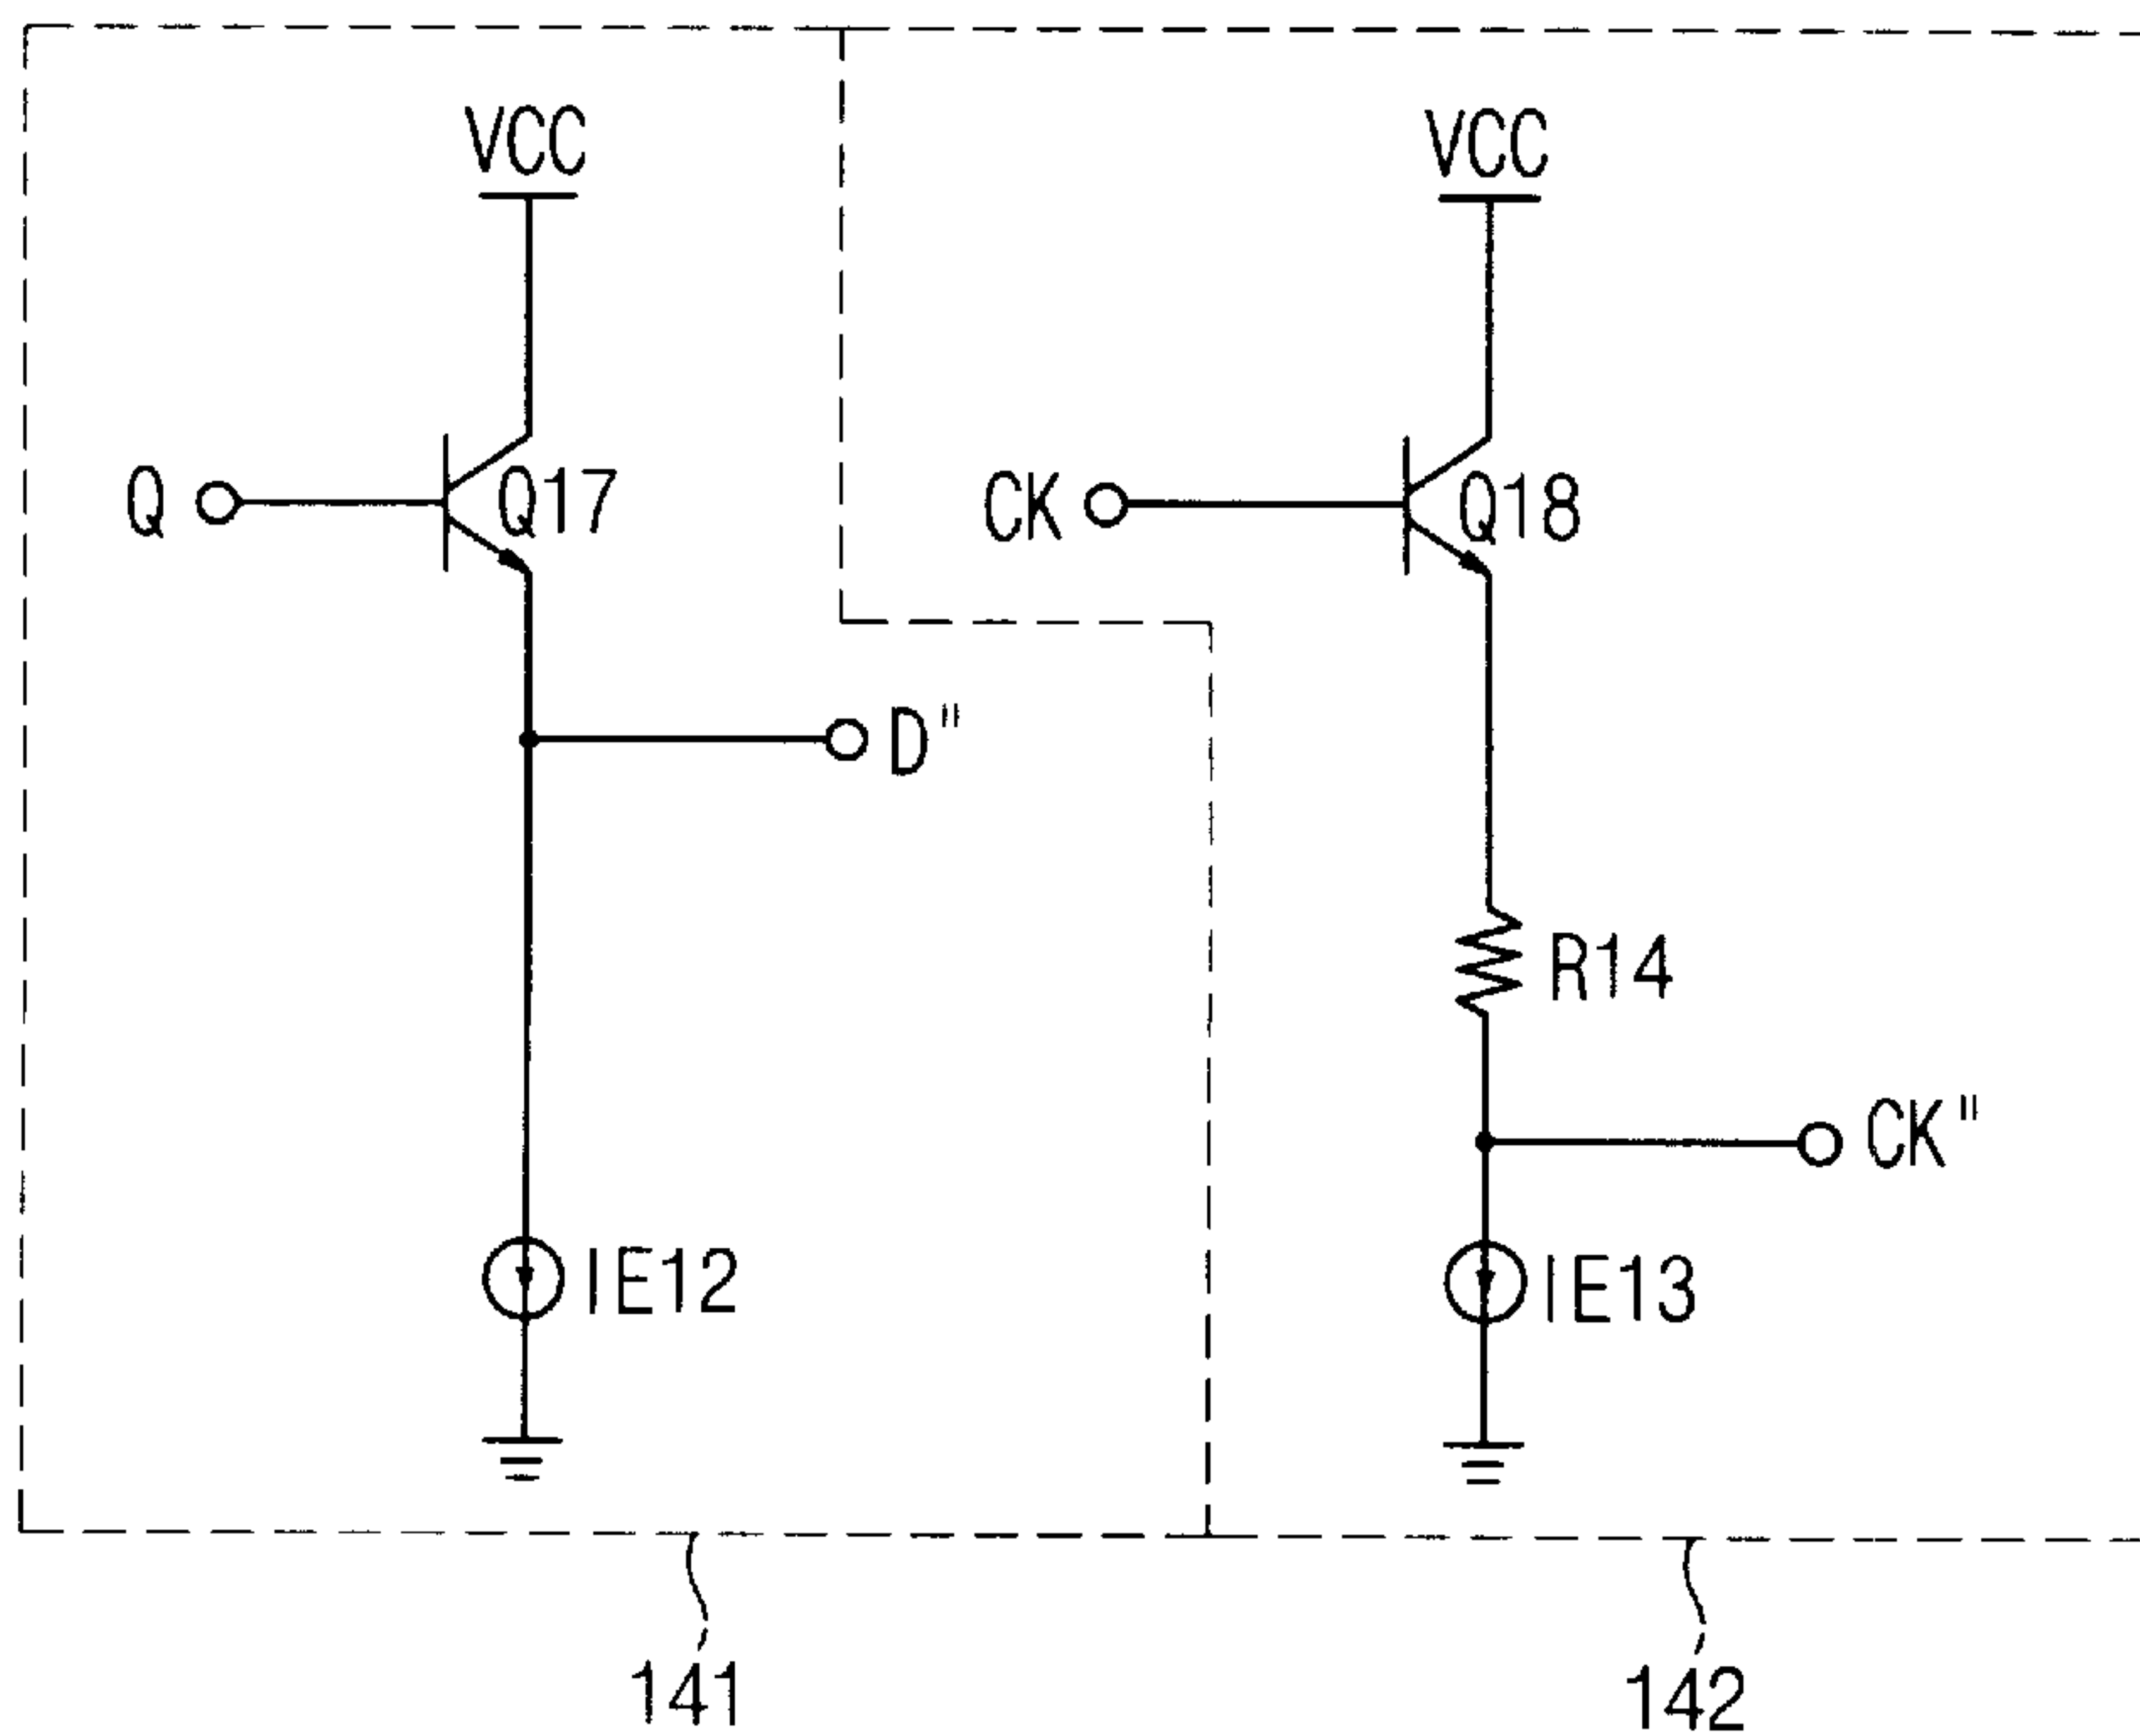 VCC
VCC
Q
Q17
CK
Q18
D"
R14
CK"
IE12
IE13
141
142